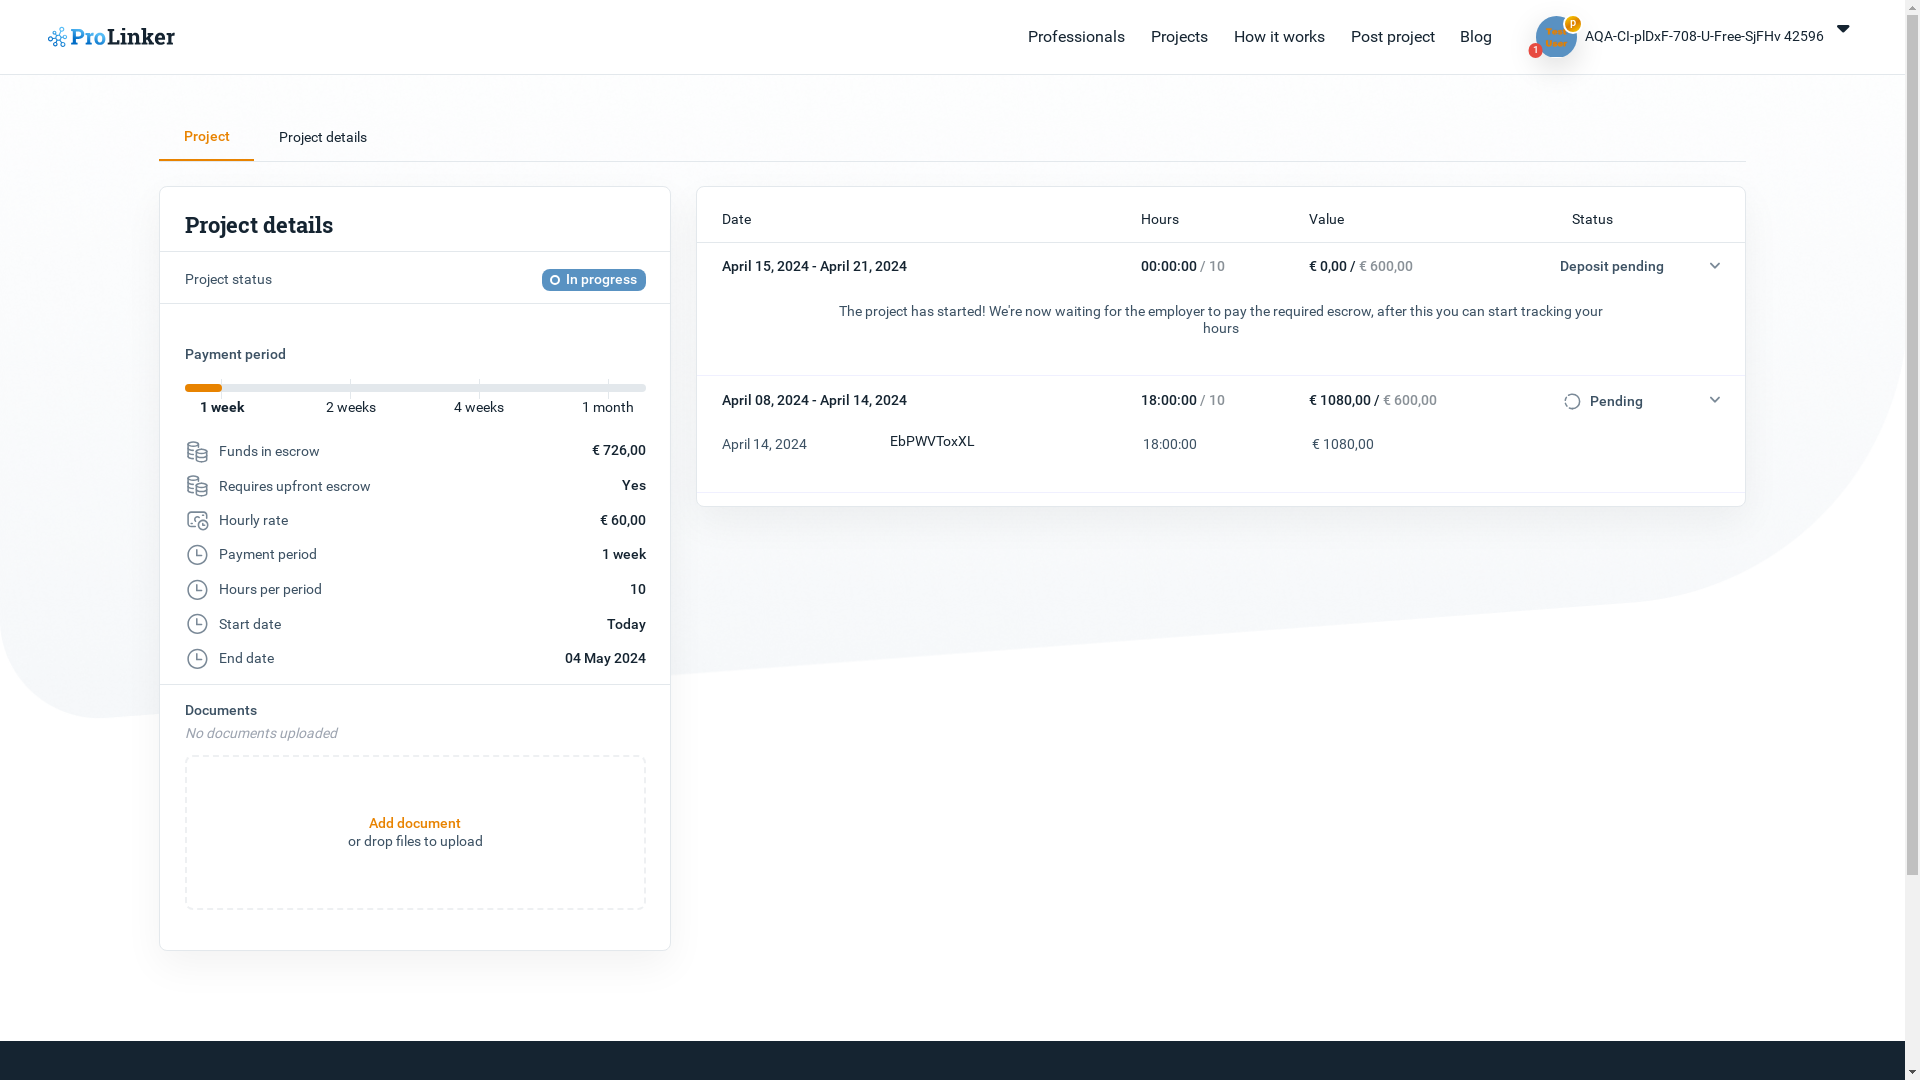 ProLinker
Professionals
Projects
How it works
Post project
Blog
p
1
AQA-CI-plDxF-708-U-Free-SjFHv 42596
Project
Project details
Project details
Project status
In progress
Payment period
1 week
2 weeks
4 weeks
1 month
Funds in escrow
€ 726,00
Requires upfront escrow
Yes
Hourly rate
€ 60,00
Payment period
1 week
Hours per period
10
Start date
Today
End date
04 May 2024
Documents
No documents uploaded
Add document
or drop files to upload
Date
Hours
Value
Status
April 15, 2024 - April 21, 2024
00:00:00 / 10
€ 0,00 / € 600,00
Deposit pending
The project has started! We're now waiting for the employer to pay the required escrow, after this you can start tracking your
hours
April 08, 2024 - April 14, 2024
18:00:00 / 10
€ 1080,00 / € 600,00
Pending
April 14, 2024
EbPWVToxXL
18:00:00
€ 1080,00